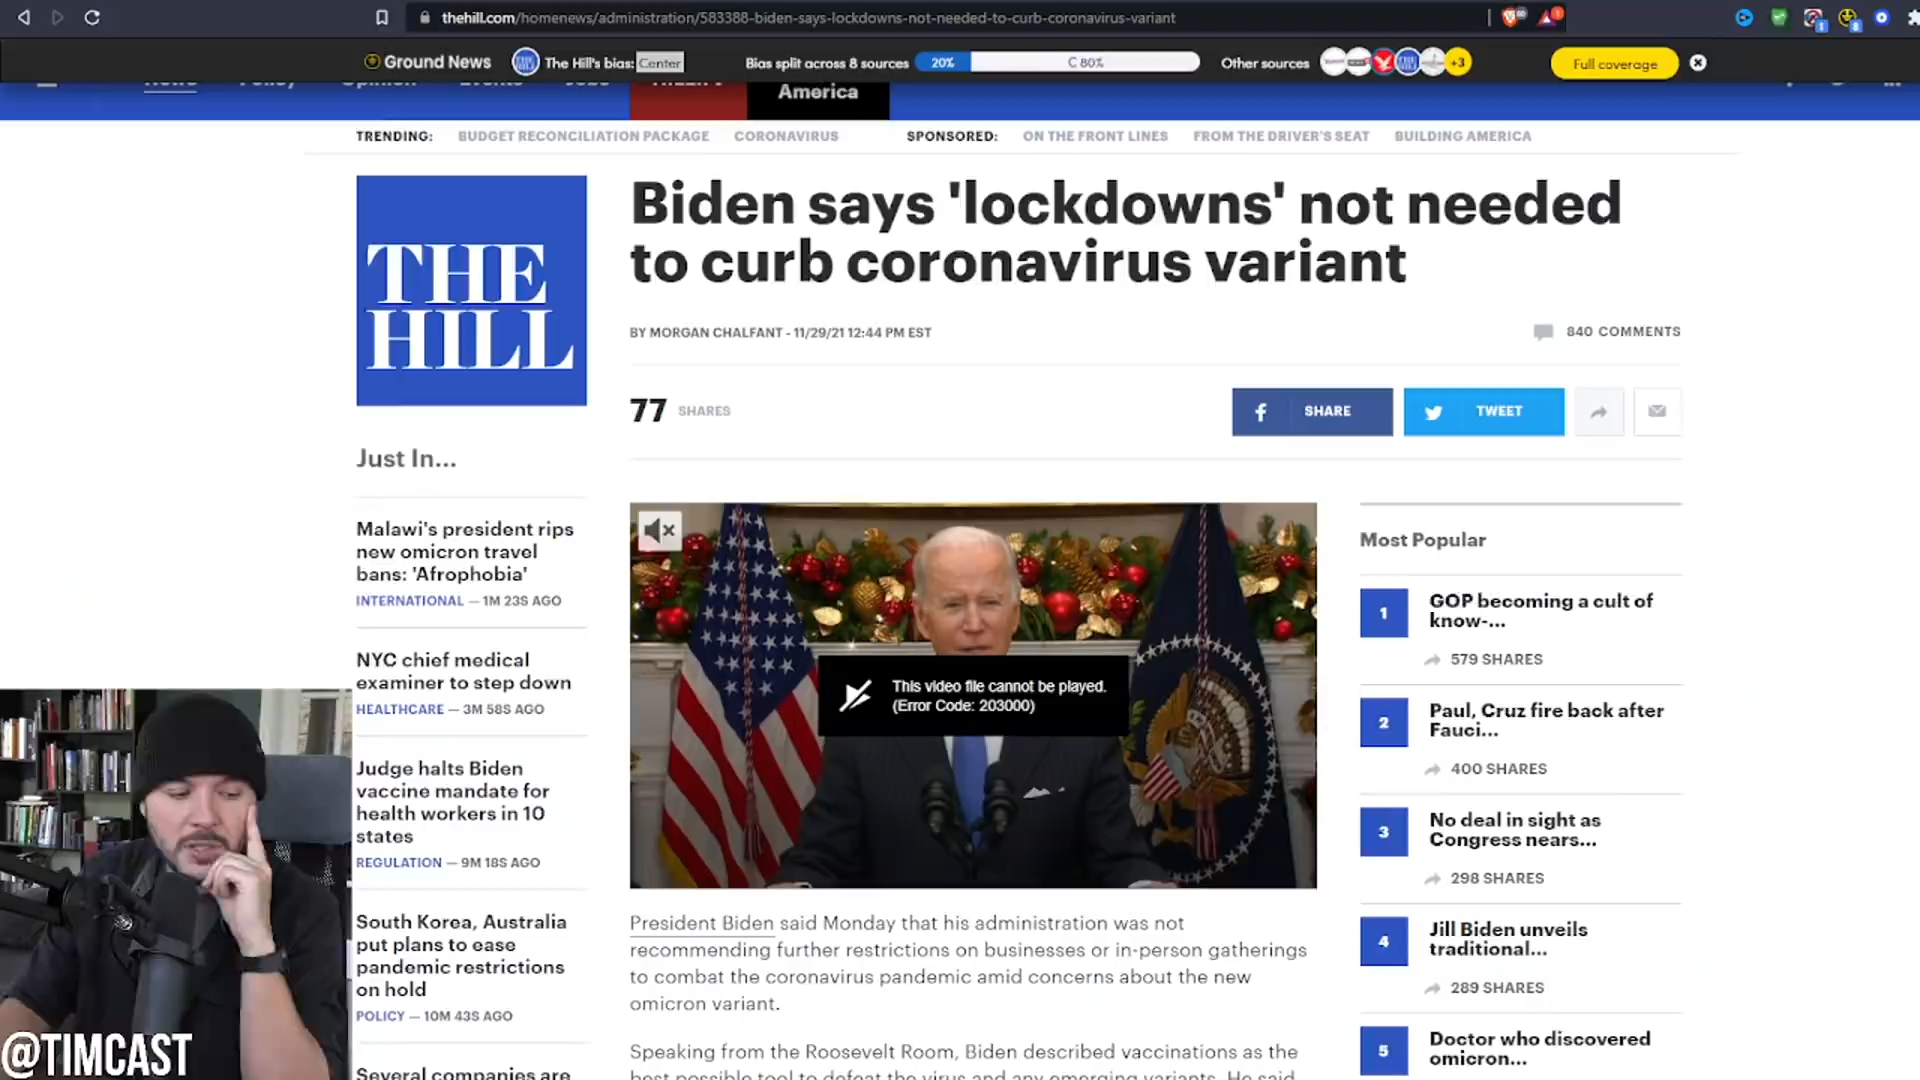 thehill.com/homenews/administration/583388-biden-says-lockdowns-not-needed-to-curb-coronavirus-variant
Ground News
THE HILL
The Hill's bias: Center
Bias split across 8 sources
20%
C 80%
Other sources
+3
Full coverage
News
Policy
Opinion
Events
Jobs
America
TRENDING:
BUDGET RECONCILIATION PACKAGE
CORONAVIRUS
SPONSORED:
ON THE FRONT LINES
FROM THE DRIVER'S SEAT
BUILDING AMERICA
THE
HILL
Biden says 'lockdowns' not needed
to curb coronavirus variant
BY MORGAN CHALFANT - 11/29/21 12:44 PM EST
840 COMMENTS
77 SHARES
SHARE
TWEET
Just In...
Malawi's president rips
new omicron travel
bans: 'Afrophobia'
INTERNATIONAL — 1M 23S AGO
NYC chief medical
examiner to step down
HEALTHCARE — 3M 58S AGO
Judge halts Biden
vaccine mandate for
health workers in 10
states
REGULATION — 9M 18S AGO
South Korea, Australia
put plans to ease
pandemic restrictions
on hold
POLICY — 10M 43S AGO
Several companies are
This video file cannot be played.
(Error Code: 203000)
President Biden said Monday that his administration was not
recommending further restrictions on businesses or in-person gatherings
to combat the coronavirus pandemic amid concerns about the new
omicron variant.
Speaking from the Roosevelt Room, Biden described vaccinations as the
best possible tool to defeat the virus and any emerging variants. He said
Most Popular
1
GOP becoming a cult of
know-...
579 SHARES
2
Paul, Cruz fire back after
Fauci...
400 SHARES
3
No deal in sight as
Congress nears...
298 SHARES
4
Jill Biden unveils
traditional...
289 SHARES
5
Doctor who discovered
omicron...
@TIMCAST